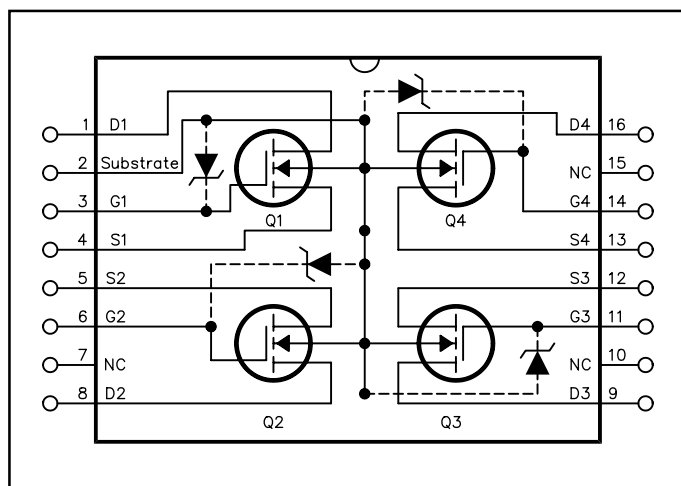 1 D1 D4 16
2 Substrate NC 15
3 G1 G4 14
Q1 Q4
4 S1 S4 13
5 S2 S3 12
6 G2 G3 11
7 NC NC 10
8 D2 D3 9
Q2 Q3